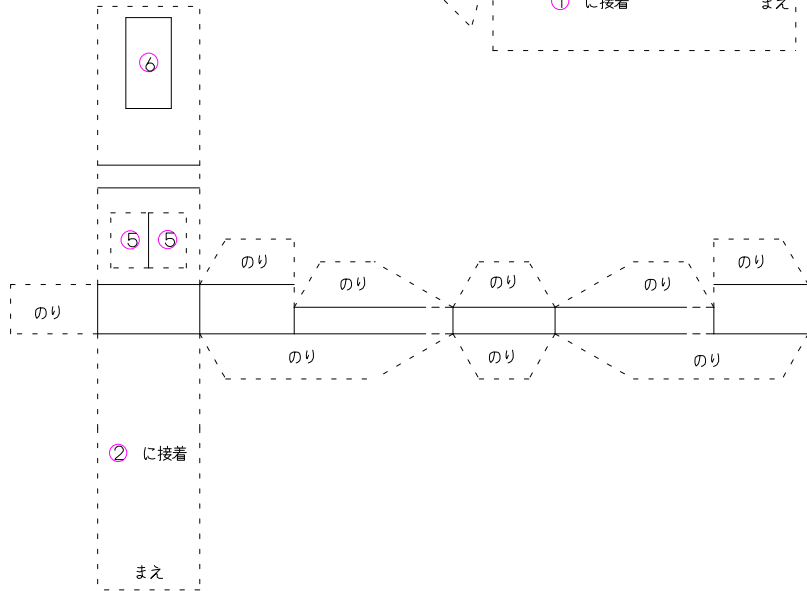 ① に接着 まえ
⑥
⑤ ⑤
のり のり
のり のり のり
のり
のり のり のり
② に接着
まえ